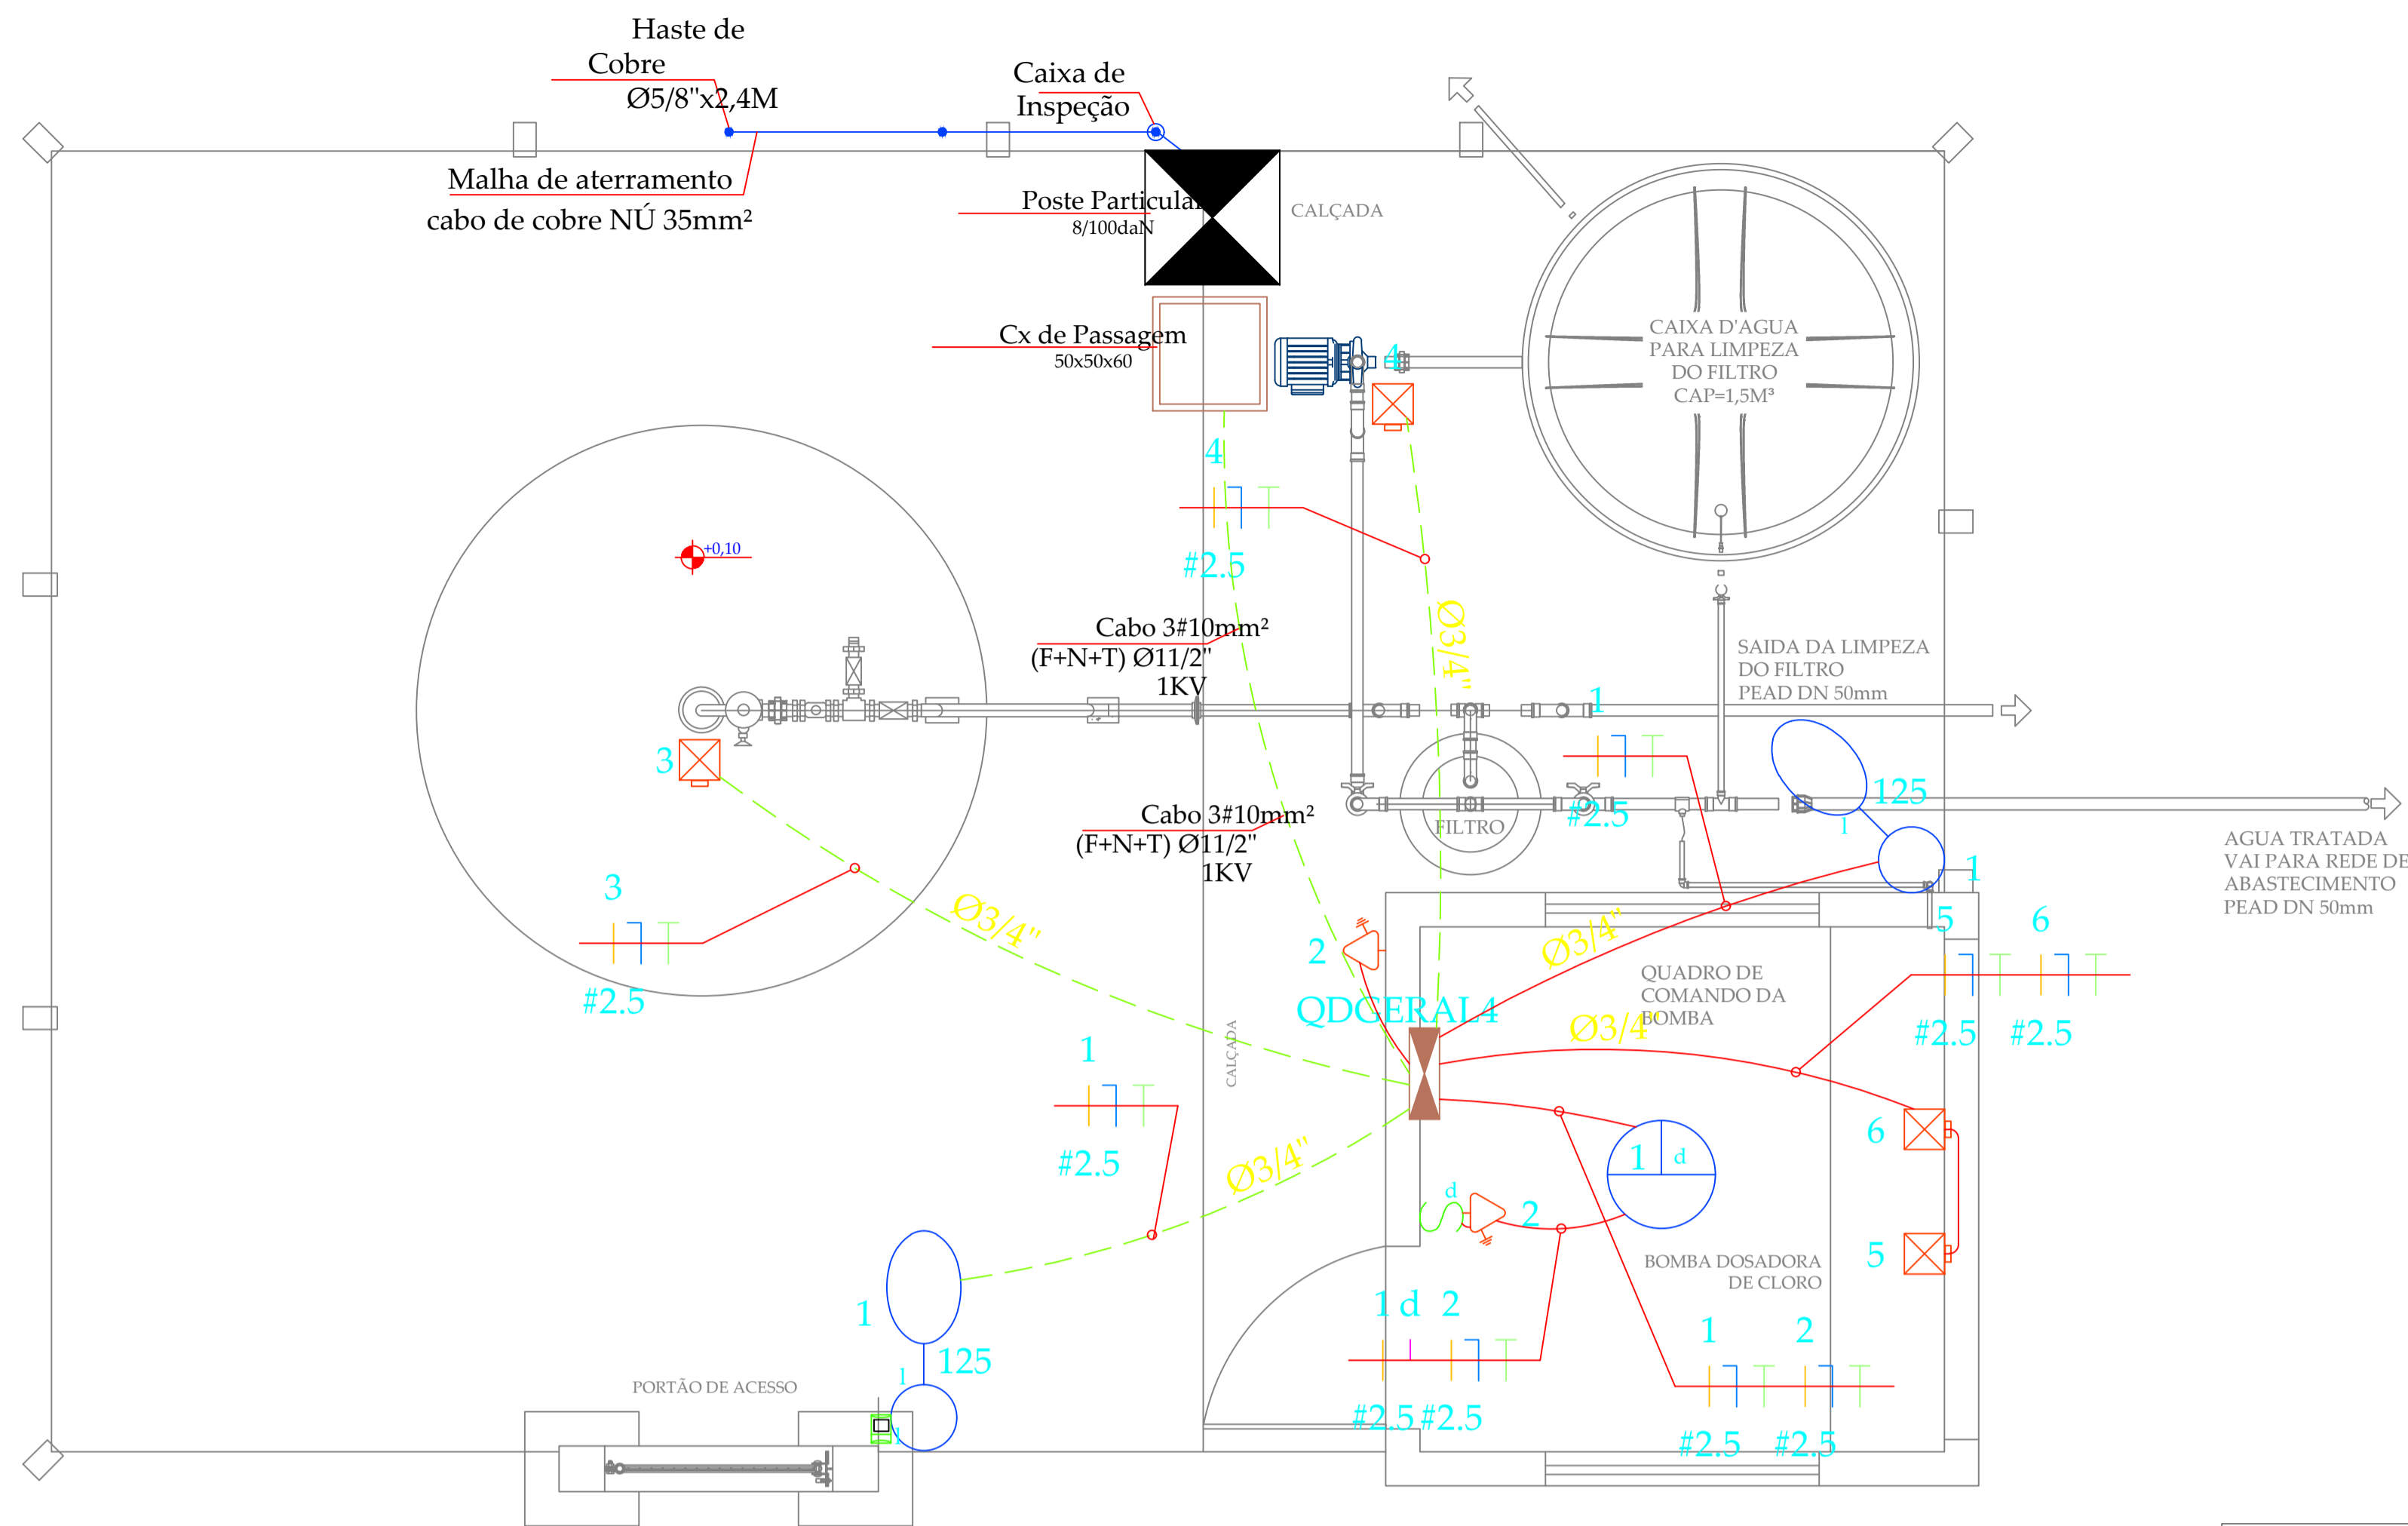 Haste de
Cobre
Ø5/8"x2,4M
Caixa de
Inspeção
Malha de aterramento
cabo de cobre NÚ 35mm²
Poste Particular
8/100daN
CALÇADA
Cx de Passagem
50x50x60
4
CAIXA D'AGUA
PARA LIMPEZA
DO FILTRO
CAP=1,5M³
4
#2.5
+0,10
Cabo 3#10mm²
(F+N+T) Ø11/2"
1KV
Ø3/4"
SAIDA DA LIMPEZA
DO FILTRO
PEAD DN 50mm
1
#2.5
3
125
1
1
Cabo 3#10mm²
(F+N+T) Ø11/2"
1KV
FILTRO
AGUA TRATADA
VAI PARA REDE DE
ABASTECIMENTO
PEAD DN 50mm
3
#2.5
Ø3/4"
2
Ø3/4"
5 6
#2.5 #2.5
QUADRO DE
COMANDO DA
BOMBA
QDGERAL4
Ø3/4"
CALÇADA
1
#2.5
Ø3/4"
6
1 d
d
2
5
BOMBA DOSADORA
DE CLORO
1
125
1
1
1 d 2
#2.5 #2.5
1 2
#2.5 #2.5
PORTÃO DE ACESSO